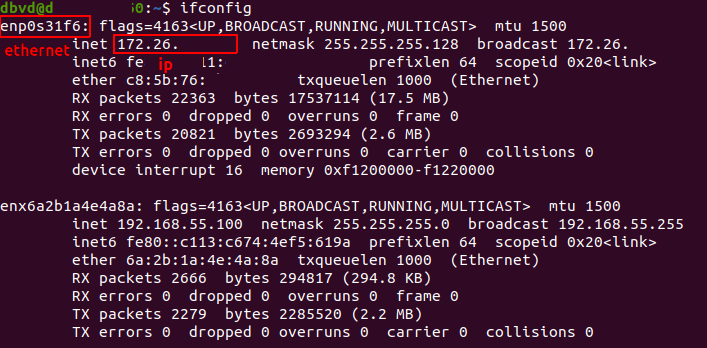 dbvd@d 50:~$ ifconfig
enp0s31f6: flags=4163<UP,BROADCAST,RUNNING,MULTICAST>  mtu 1500
ethernet inet 172.26. netmask 255.255.255.128  broadcast 172.26.
inet6 fe 1: prefixlen 64  scopeid 0x20<link>
ip
ether c8:5b:76: txqueuelen 1000  (Ethernet)
RX packets 22363  bytes 17537114 (17.5 MB)
RX errors 0  dropped 0  overruns 0  frame 0
TX packets 20821  bytes 2693294 (2.6 MB)
TX errors 0  dropped 0 overruns 0  carrier 0  collisions 0
device interrupt 16  memory 0xf1200000-f1220000
enx6a2b1a4e4a8a: flags=4163<UP,BROADCAST,RUNNING,MULTICAST>  mtu 1500
inet 192.168.55.100  netmask 255.255.255.0  broadcast 192.168.55.255
inet6 fe80::c113:c674:4ef5:619a  prefixlen 64  scopeid 0x20<link>
ether 6a:2b:1a:4e:4a:8a  txqueuelen 1000  (Ethernet)
RX packets 2666  bytes 294817 (294.8 KB)
RX errors 0  dropped 0  overruns 0  frame 0
TX packets 2279  bytes 2285520 (2.2 MB)
TX errors 0  dropped 0 overruns 0  carrier 0  collisions 0